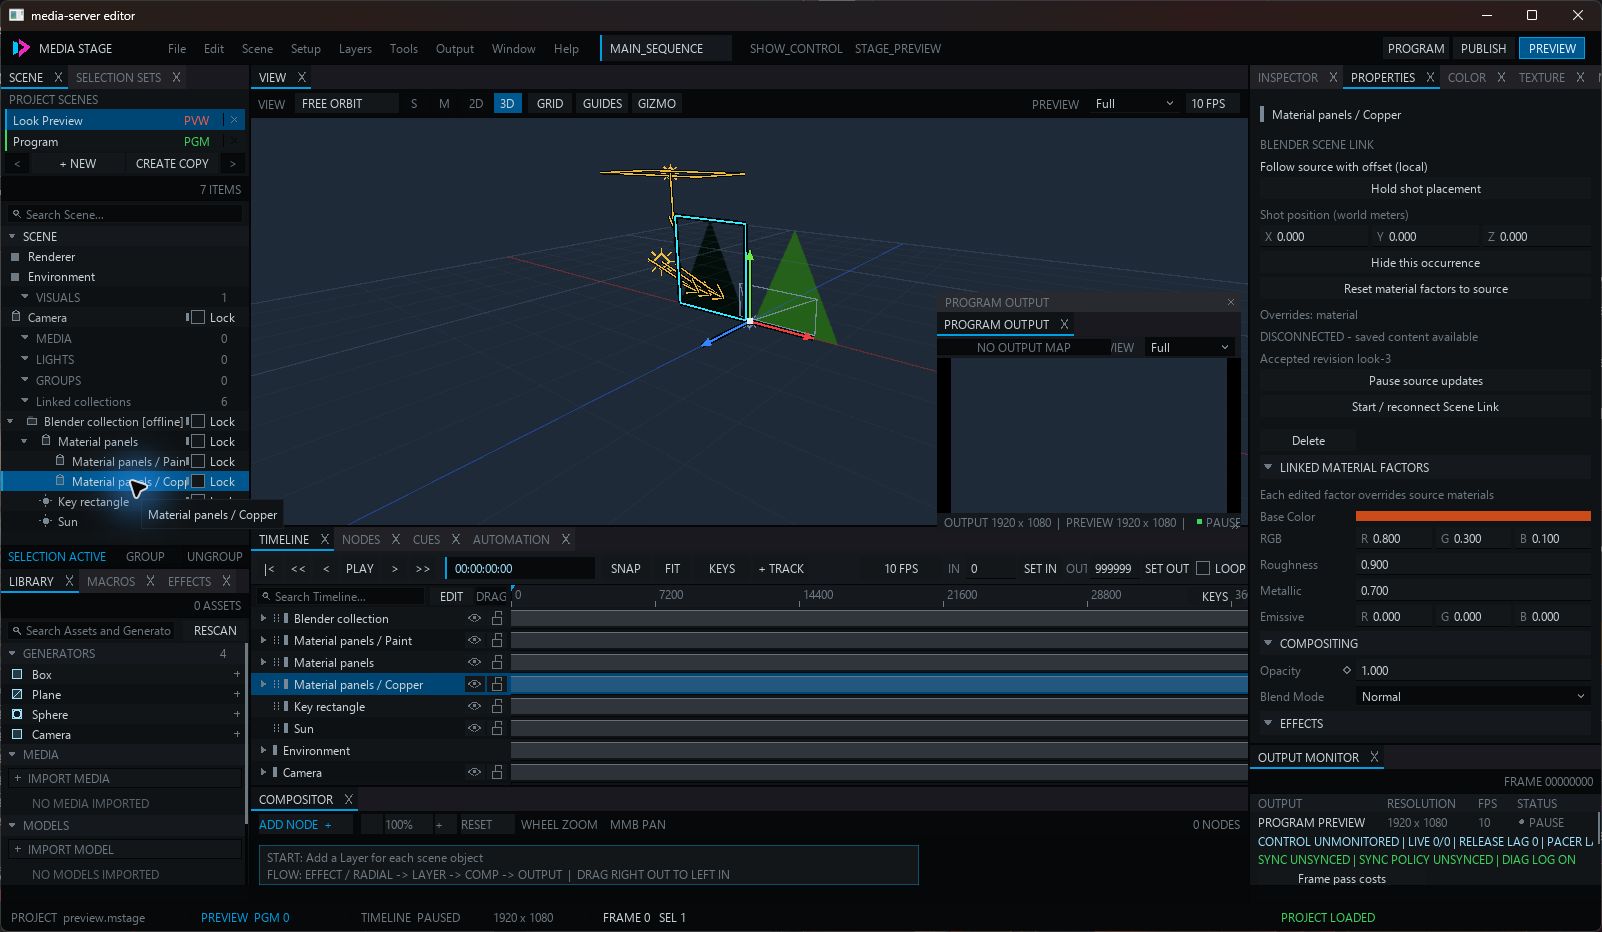 media-server editor
MEDIA STAGE File Edit Scene Setup Layers Tools Output Window Help MAIN_SEQUENCE SHOW_CONTROL STAGE_PREVIEW PROGRAM PUBLISH PREVIEW
SCENE X SELECTION SETS X
PROJECT SCENES
Look Preview PVW
Program PGM
< + NEW CREATE COPY >
7 ITEMS
Search Scene...
SCENE
Renderer
Environment
VISUALS 1
Camera Lock
MEDIA 0
LIGHTS 0
GROUPS 0
Linked collections 6
Blender collection [offline] Lock
Material panels Lock
Material panels / Pain Lock
Material panels / Copp Lock
Key rectangle
Material panels / Copper
Sun
SELECTION ACTIVE GROUP UNGROUP
LIBRARY X MACROS X EFFECTS X
0 ASSETS
Search Assets and Generato RESCAN
GENERATORS 4
Box +
Plane +
Sphere +
Camera +
MEDIA
+ IMPORT MEDIA
NO MEDIA IMPORTED
MODELS
+ IMPORT MODEL
NO MODELS IMPORTED
VIEW X
VIEW FREE ORBIT S M 2D 3D GRID GUIDES GIZMO PREVIEW Full 10 FPS
PROGRAM OUTPUT
PROGRAM OUTPUT X
NO OUTPUT MAP /IEW Full
OUTPUT 1920 x 1080 | PREVIEW 1920 x 1080 | PAUSE
TIMELINE X NODES X CUES X AUTOMATION X
|< << < PLAY > >> 00:00:00:00 SNAP FIT KEYS + TRACK 10 FPS IN 0 SET IN OUT 999999 SET OUT LOOP
Search Timeline... EDIT DRAG 0 7200 14400 21600 28800 KEYS 36
Blender collection
Material panels / Paint
Material panels
Material panels / Copper
Key rectangle
Sun
Environment
Camera
COMPOSITOR X
ADD NODE + 100% + RESET WHEEL ZOOM MMB PAN 0 NODES
START: Add a Layer for each scene object
FLOW: EFFECT / RADIAL -> LAYER -> COMP -> OUTPUT | DRAG RIGHT OUT TO LEFT IN
INSPECTOR X PROPERTIES X COLOR X TEXTURE X
Material panels / Copper
BLENDER SCENE LINK
Follow source with offset (local)
Hold shot placement
Shot position (world meters)
X 0.000 Y 0.000 Z 0.000
Hide this occurrence
Reset material factors to source
Overrides: material
DISCONNECTED - saved content available
Accepted revision look-3
Pause source updates
Start / reconnect Scene Link
Delete
LINKED MATERIAL FACTORS
Each edited factor overrides source materials
Base Color
RGB R 0.800 G 0.300 B 0.100
Roughness 0.900
Metallic 0.700
Emissive R 0.000 G 0.000 B 0.000
COMPOSITING
Opacity 1.000
Blend Mode Normal
EFFECTS
OUTPUT MONITOR X
FRAME 00000000
OUTPUT RESOLUTION FPS STATUS
PROGRAM PREVIEW 1920 x 1080 10 PAUSE
CONTROL UNMONITORED | LIVE 0/0 | RELEASE LAG 0 | PACER L
SYNC UNSYNCED | SYNC POLICY UNSYNCED | DIAG LOG ON
Frame pass costs
PROJECT preview.mstage PREVIEW PGM 0 TIMELINE PAUSED 1920 x 1080 FRAME 0 SEL 1 PROJECT LOADED